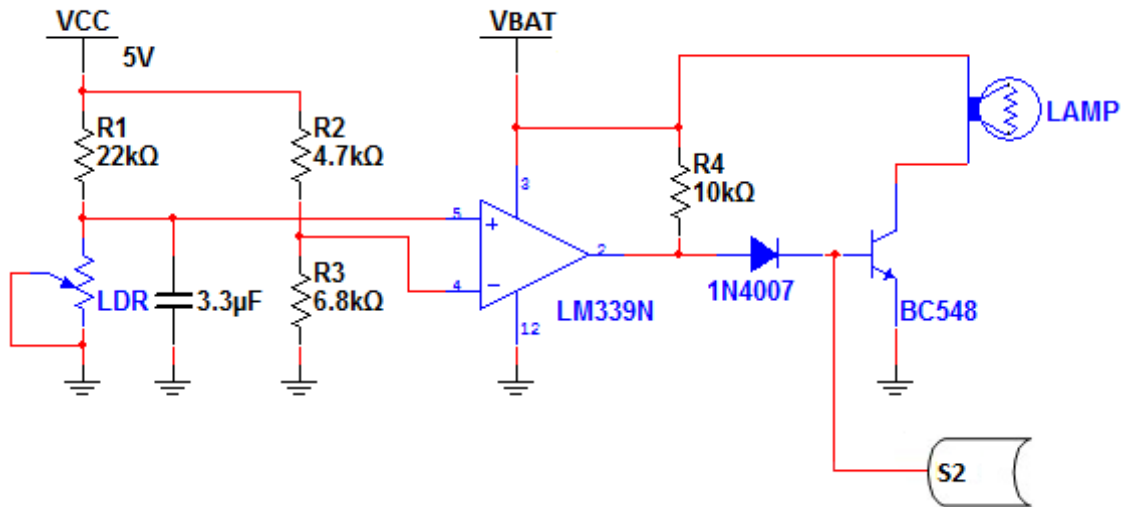 VCC
5V
VBAT
R1
22kΩ
R2
4.7kΩ
R4
10kΩ
LAMP
3
5
+
2
4
−
12
LDR
3.3µF
R3
6.8kΩ
LM339N
1N4007
BC548
S2